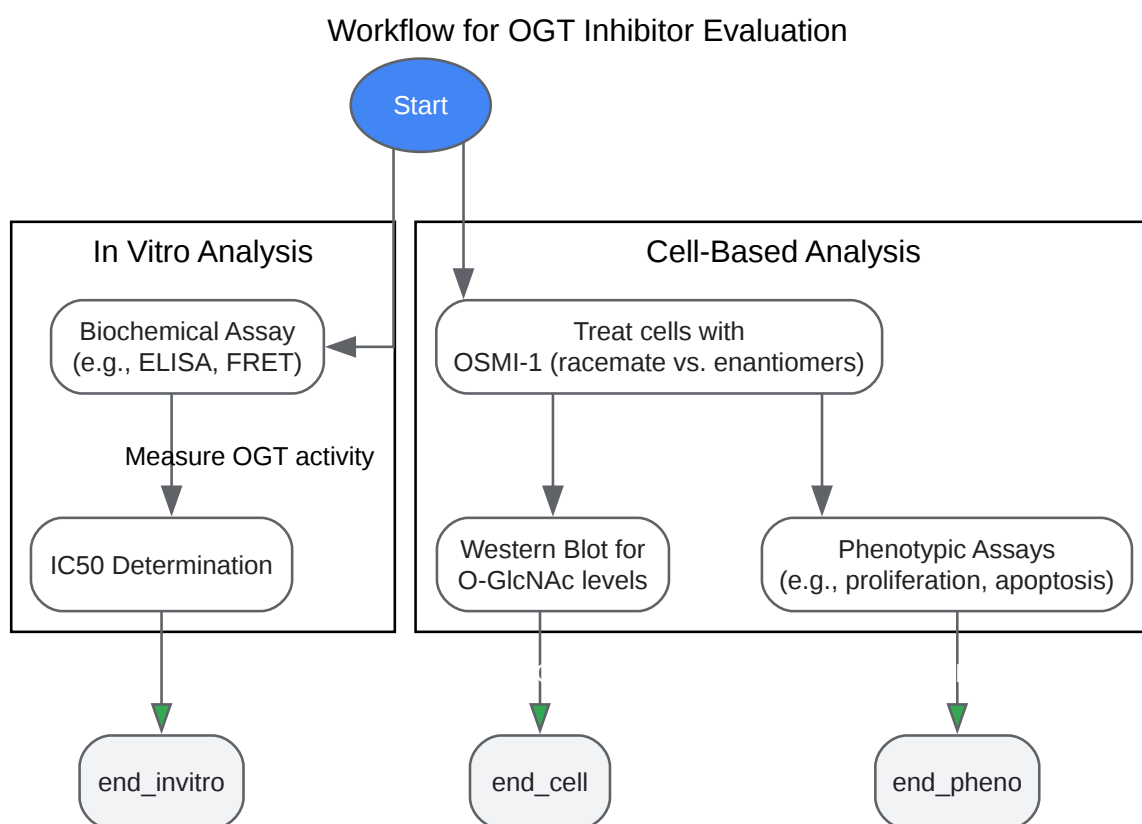 Workflow for OGT Inhibitor Evaluation
Start
In Vitro Analysis
Cell-Based Analysis
Biochemical Assay
(e.g., ELISA, FRET)
Treat cells with
OSMI-1 (racemate vs. enantiomers)
Measure OGT activity
IC50 Determination
Western Blot for
O-GlcNAc levels
Phenotypic Assays
(e.g., proliferation, apoptosis)
end_invitro
end_cell
end_pheno